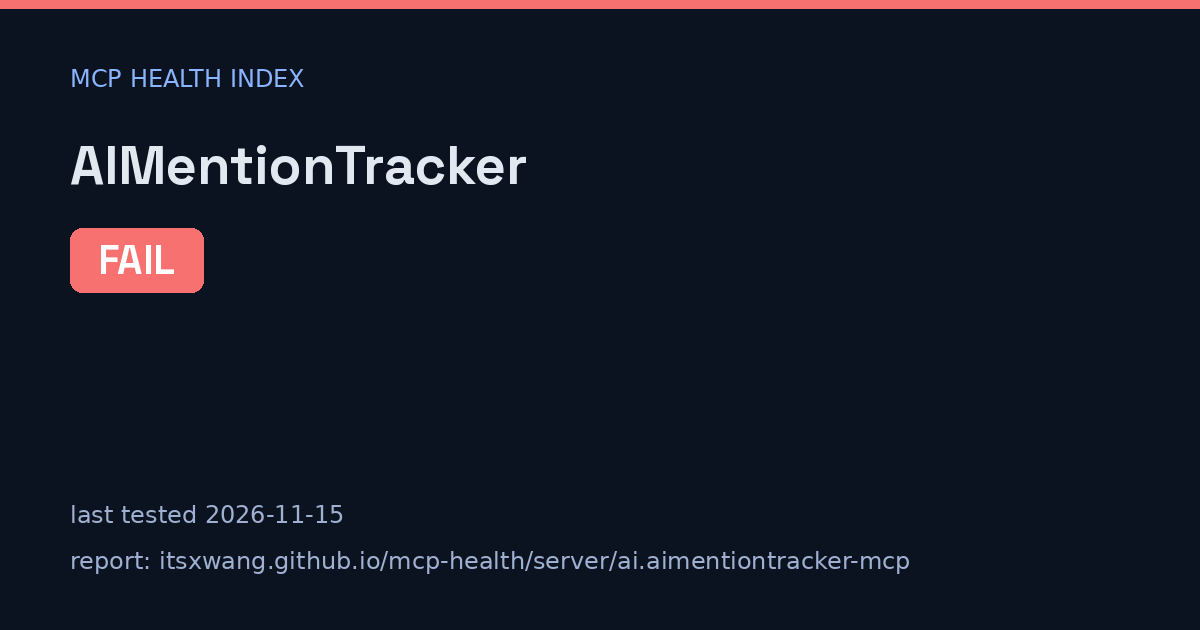 MCP HEALTH INDEX
AIMentionTracker
FAIL
last tested 2026-11-15
report: itsxwang.github.io/mcp-health/server/ai.aimentiontracker-mcp